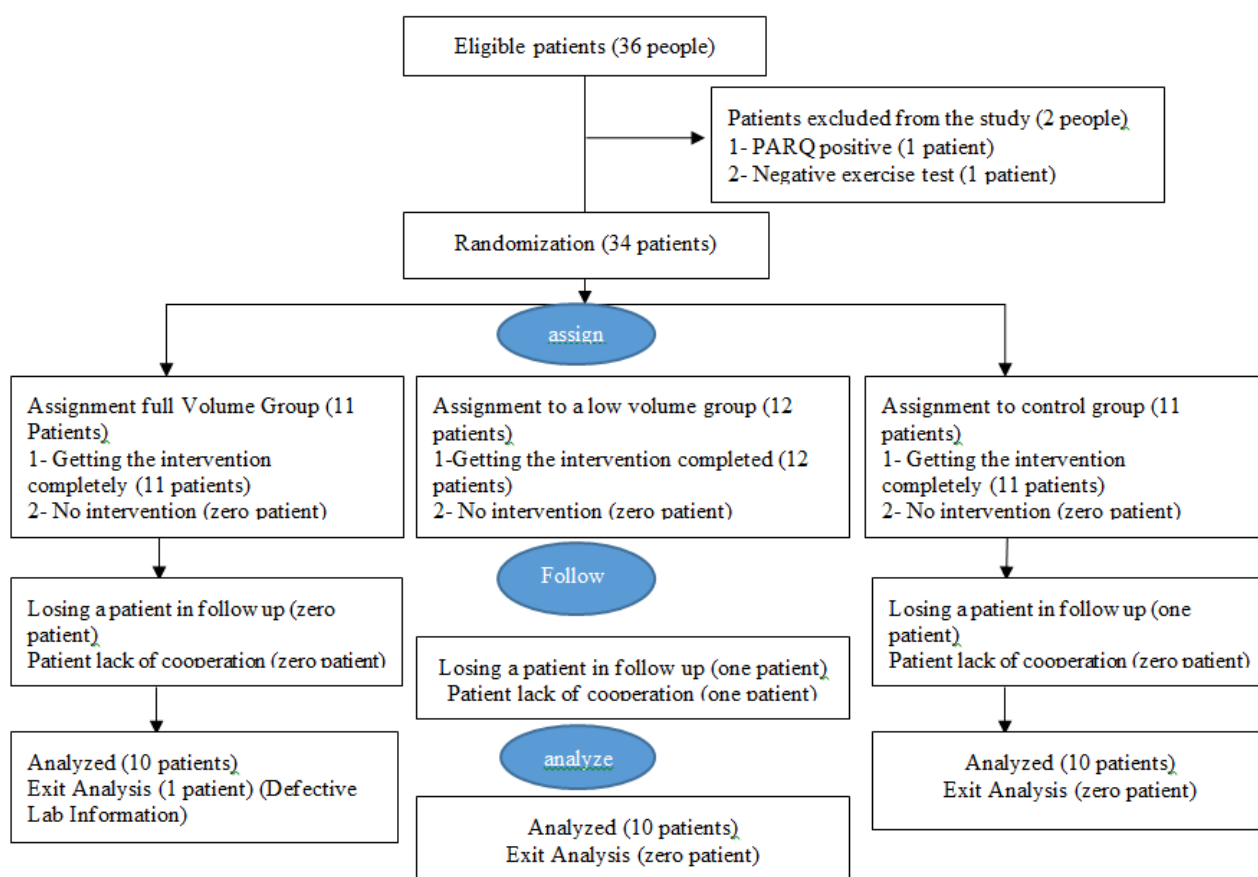 Eligible patients (36 people)
Patients excluded from the study (2 people)
1- PARQ positive (1 patient)
2- Negative exercise test (1 patient)
Randomization (34 patients)
assign
Assignment full Volume Group (11
Patients)
1- Getting the intervention
completely (11 patients)
2- No intervention (zero patient)
Assignment to a low volume group (12
patients)
1-Getting the intervention completed (12
patients)
2- No intervention (zero patient)
Assignment to control group (11
patients)
1- Getting the intervention
completely (11 patients)
2- No intervention (zero patient)
Follow
Losing a patient in follow up (zero
patient)
Patient lack of cooperation (zero patient)
Losing a patient in follow up (one patient)
Patient lack of cooperation (one patient)
Losing a patient in follow up (one
patient)
Patient lack of cooperation (zero patient)
analyze
Analyzed (10 patients)
Exit Analysis (1 patient) (Defective
Lab Information)
Analyzed (10 patients)
Exit Analysis (zero patient)
Analyzed (10 patients)
Exit Analysis (zero patient)